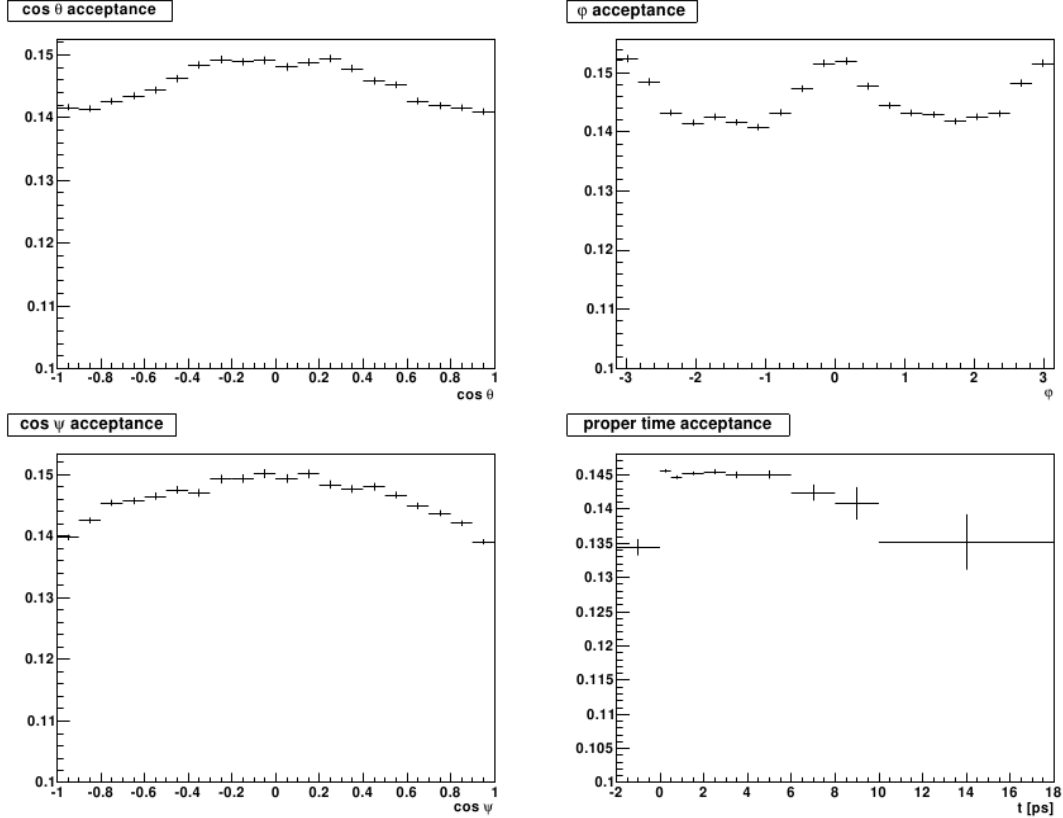 cos θ acceptance
0.15
0.14
0.13
0.12
0.11
0.1
-1 -0.8 -0.6 -0.4 -0.2 0 0.2 0.4 0.6 0.8 1
cos θ
φ acceptance
0.15
0.14
0.13
0.12
0.11
0.1
-3 -2 -1 0 1 2 3
φ
cos ψ acceptance
0.15
0.14
0.13
0.12
0.11
0.1
-1 -0.8 -0.6 -0.4 -0.2 0 0.2 0.4 0.6 0.8 1
cos ψ
proper time acceptance
0.145
0.14
0.135
0.13
0.125
0.12
0.115
0.11
0.105
0.1
-2 0 2 4 6 8 10 12 14 16 18
t [ps]